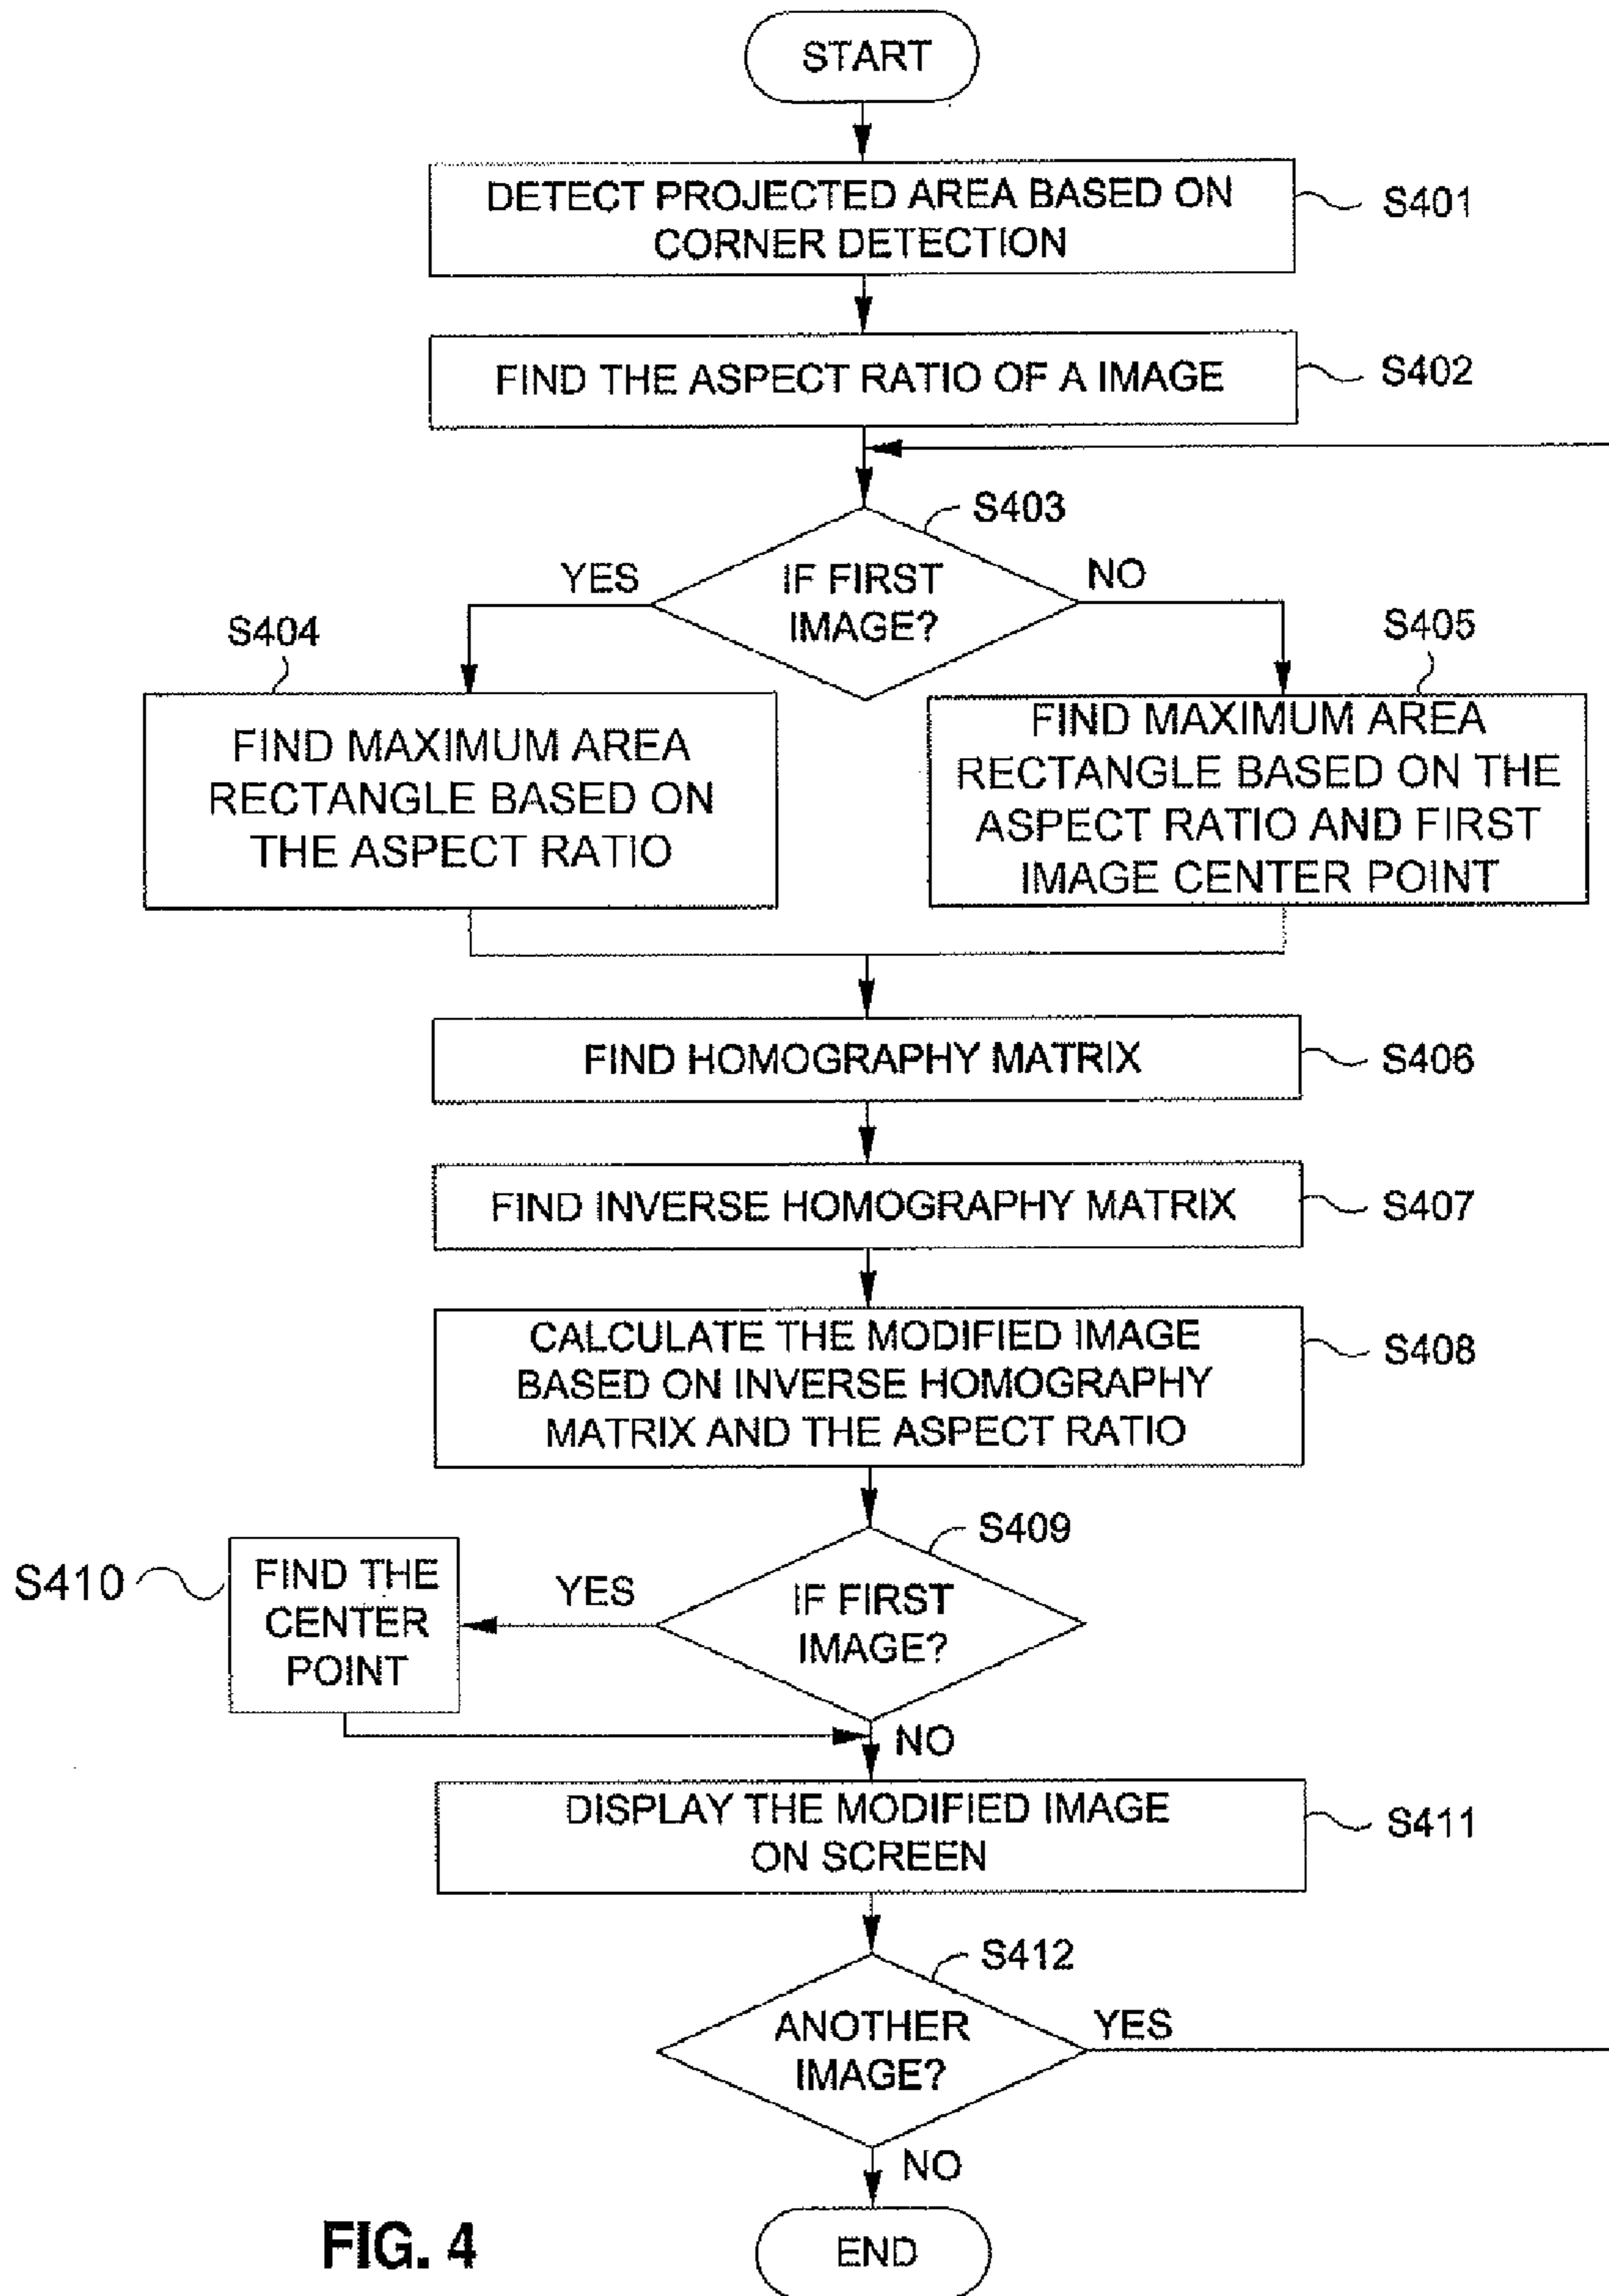 START
DETECT PROJECTED AREA BASED ON
CORNER DETECTION
S401
FIND THE ASPECT RATIO OF A IMAGE
S402
S403
IF FIRST
IMAGE?
YES
NO
S404
FIND MAXIMUM AREA
RECTANGLE BASED ON
THE ASPECT RATIO
S405
FIND MAXIMUM AREA
RECTANGLE BASED ON THE
ASPECT RATIO AND FIRST
IMAGE CENTER POINT
FIND HOMOGRAPHY MATRIX
S406
FIND INVERSE HOMOGRAPHY MATRIX
S407
CALCULATE THE MODIFIED IMAGE
BASED ON INVERSE HOMOGRAPHY
MATRIX AND THE ASPECT RATIO
S408
S409
IF FIRST
IMAGE?
YES
S410
FIND THE
CENTER
POINT
NO
DISPLAY THE MODIFIED IMAGE
ON SCREEN
S411
S412
ANOTHER
IMAGE?
YES
NO
END
FIG. 4